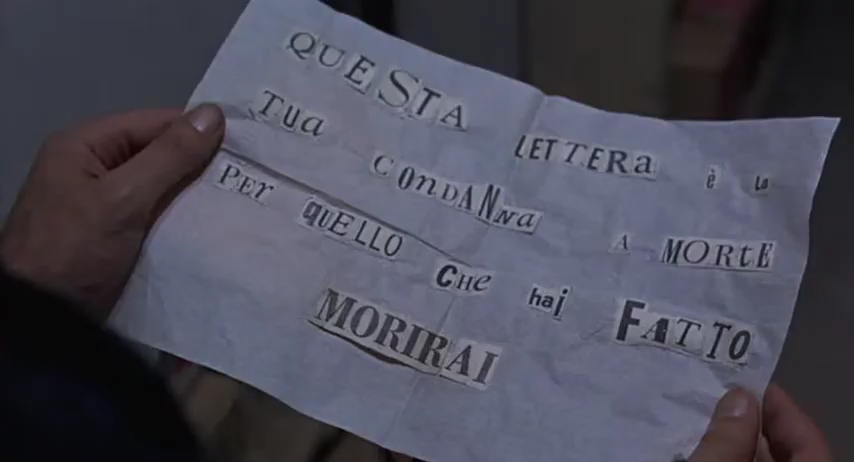 QUESTA LETTERa è la
TUa CONDANNa A MORtE
PEr qUELLO CHe hai FATTO
MORIRAI